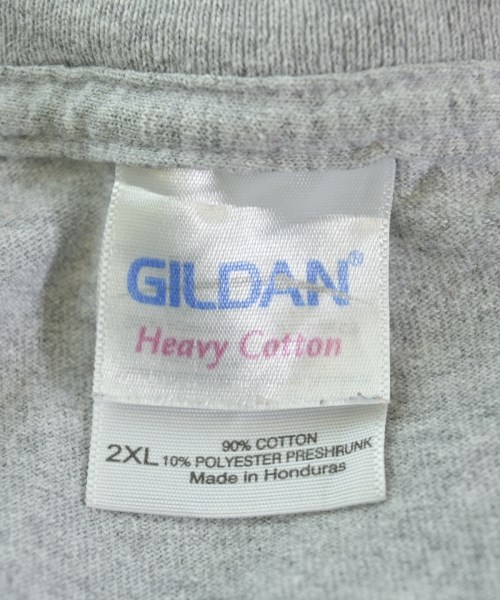 GILDAN®
Heavy Cotton
90% COTTON
2XL 10% POLYESTER PRESHRUNK
Made in Honduras